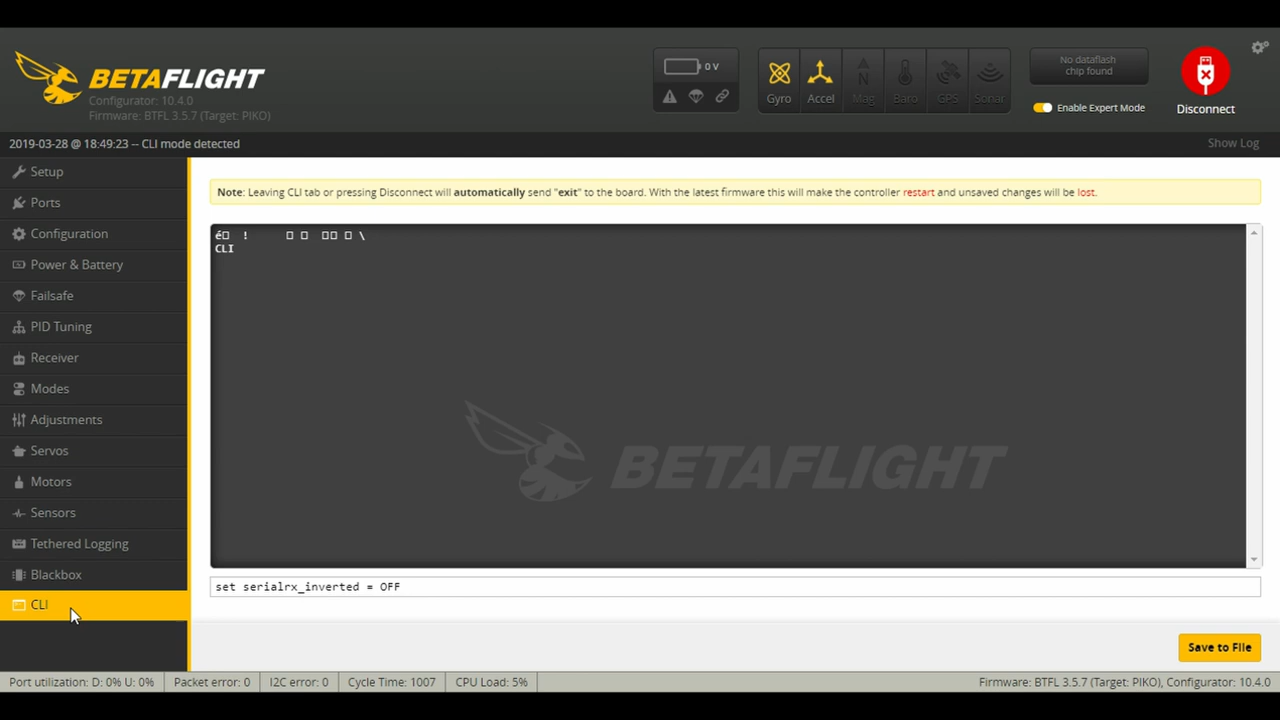 BETAFLIGHT
Configurator: 10.4.0
Firmware: BTFL 3.5.7 (Target: PIKO)
0 V
Gyro
Accel
Mag
Baro
GPS
Sonar
No dataflash
chip found
Enable Expert Mode
Disconnect
2019-03-28 @ 18:49:23 -- CLI mode detected
Show Log
Setup
Ports
Configuration
Power & Battery
Failsafe
PID Tuning
Receiver
Modes
Adjustments
Servos
Motors
Sensors
Tethered Logging
Blackbox
CLI
Note: Leaving CLI tab or pressing Disconnect will automatically send "exit" to the board. With the latest firmware this will make the controller restart and unsaved changes will be lost.
é□ ! □ □ □□ □ \
CLI
BETAFLIGHT
set serialrx_inverted = OFF
Save to File
Port utilization: D: 0% U: 0%
Packet error: 0
I2C error: 0
Cycle Time: 1007
CPU Load: 5%
Firmware: BTFL 3.5.7 (Target: PIKO), Configurator: 10.4.0